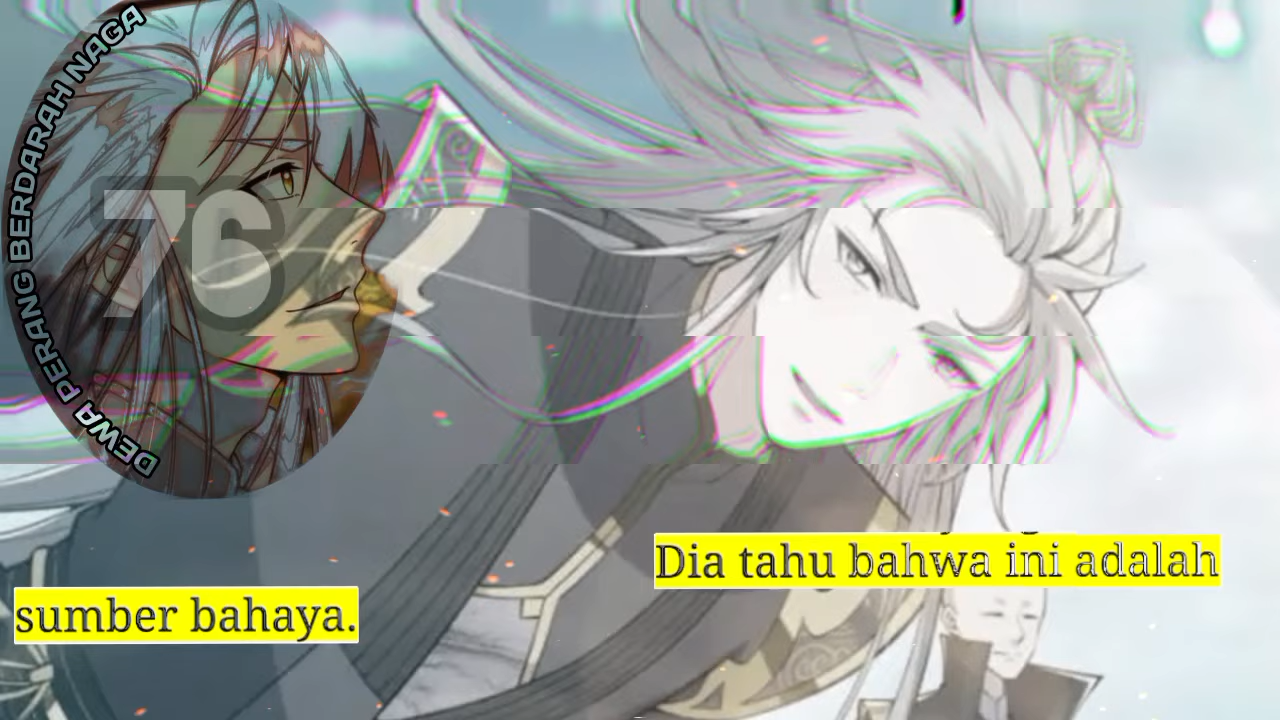 DEWA PERANG BERDARAH NAGA
76
Dia tahu bahwa ini adalah
sumber bahaya.